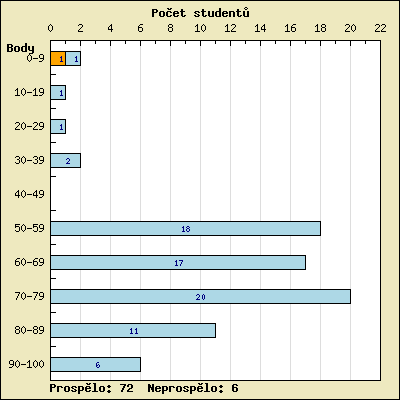 Počet studentů
0 2 4 6 8 10 12 14 16 18 20 22
Body
0-9 1 1
10-19 1
20-29 1
30-39 2
40-49
50-59 18
60-69 17
70-79 20
80-89 11
90-100 6
Prospělo: 72 Neprospělo: 6